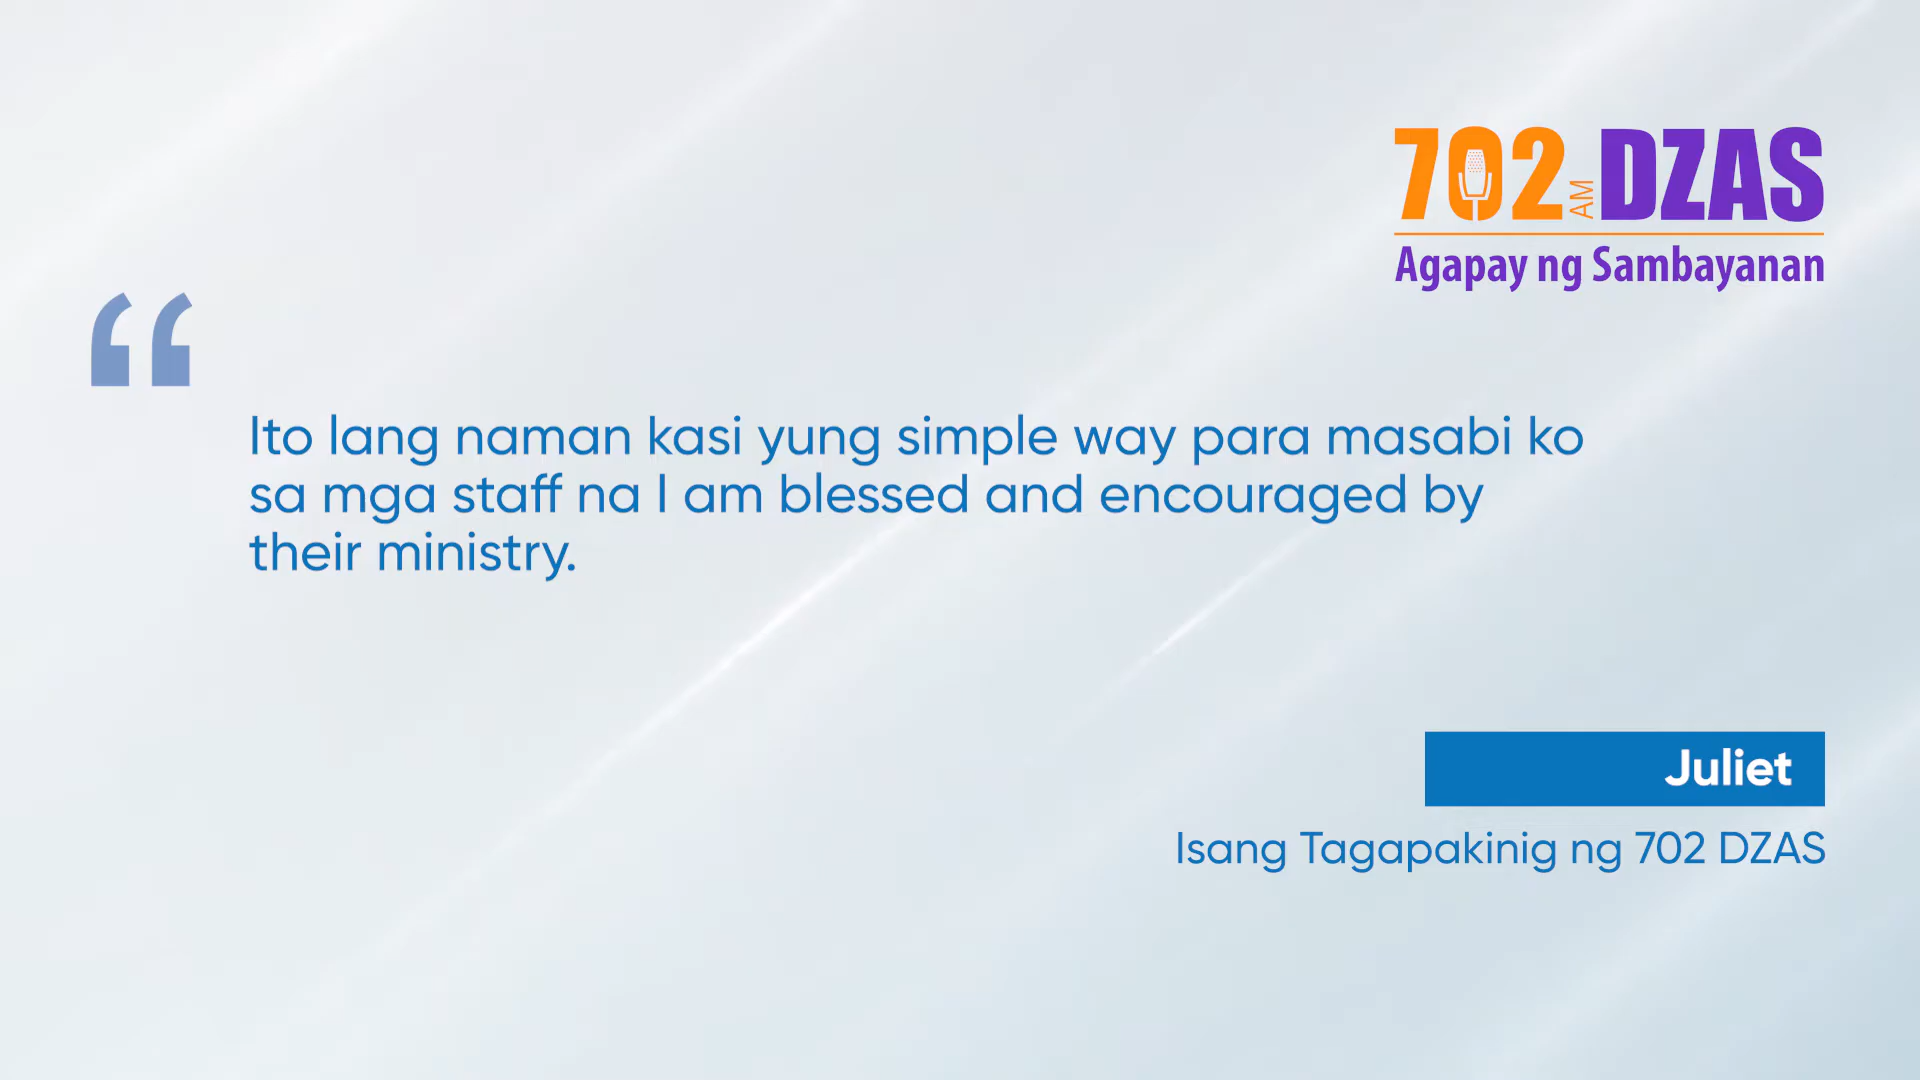 702 AM DZAS
Agapay ng Sambayanan
“
Ito lang naman kasi yung simple way para masabi ko
sa mga staff na I am blessed and encouraged by
their ministry.
Juliet
Isang Tagapakinig ng 702 DZAS